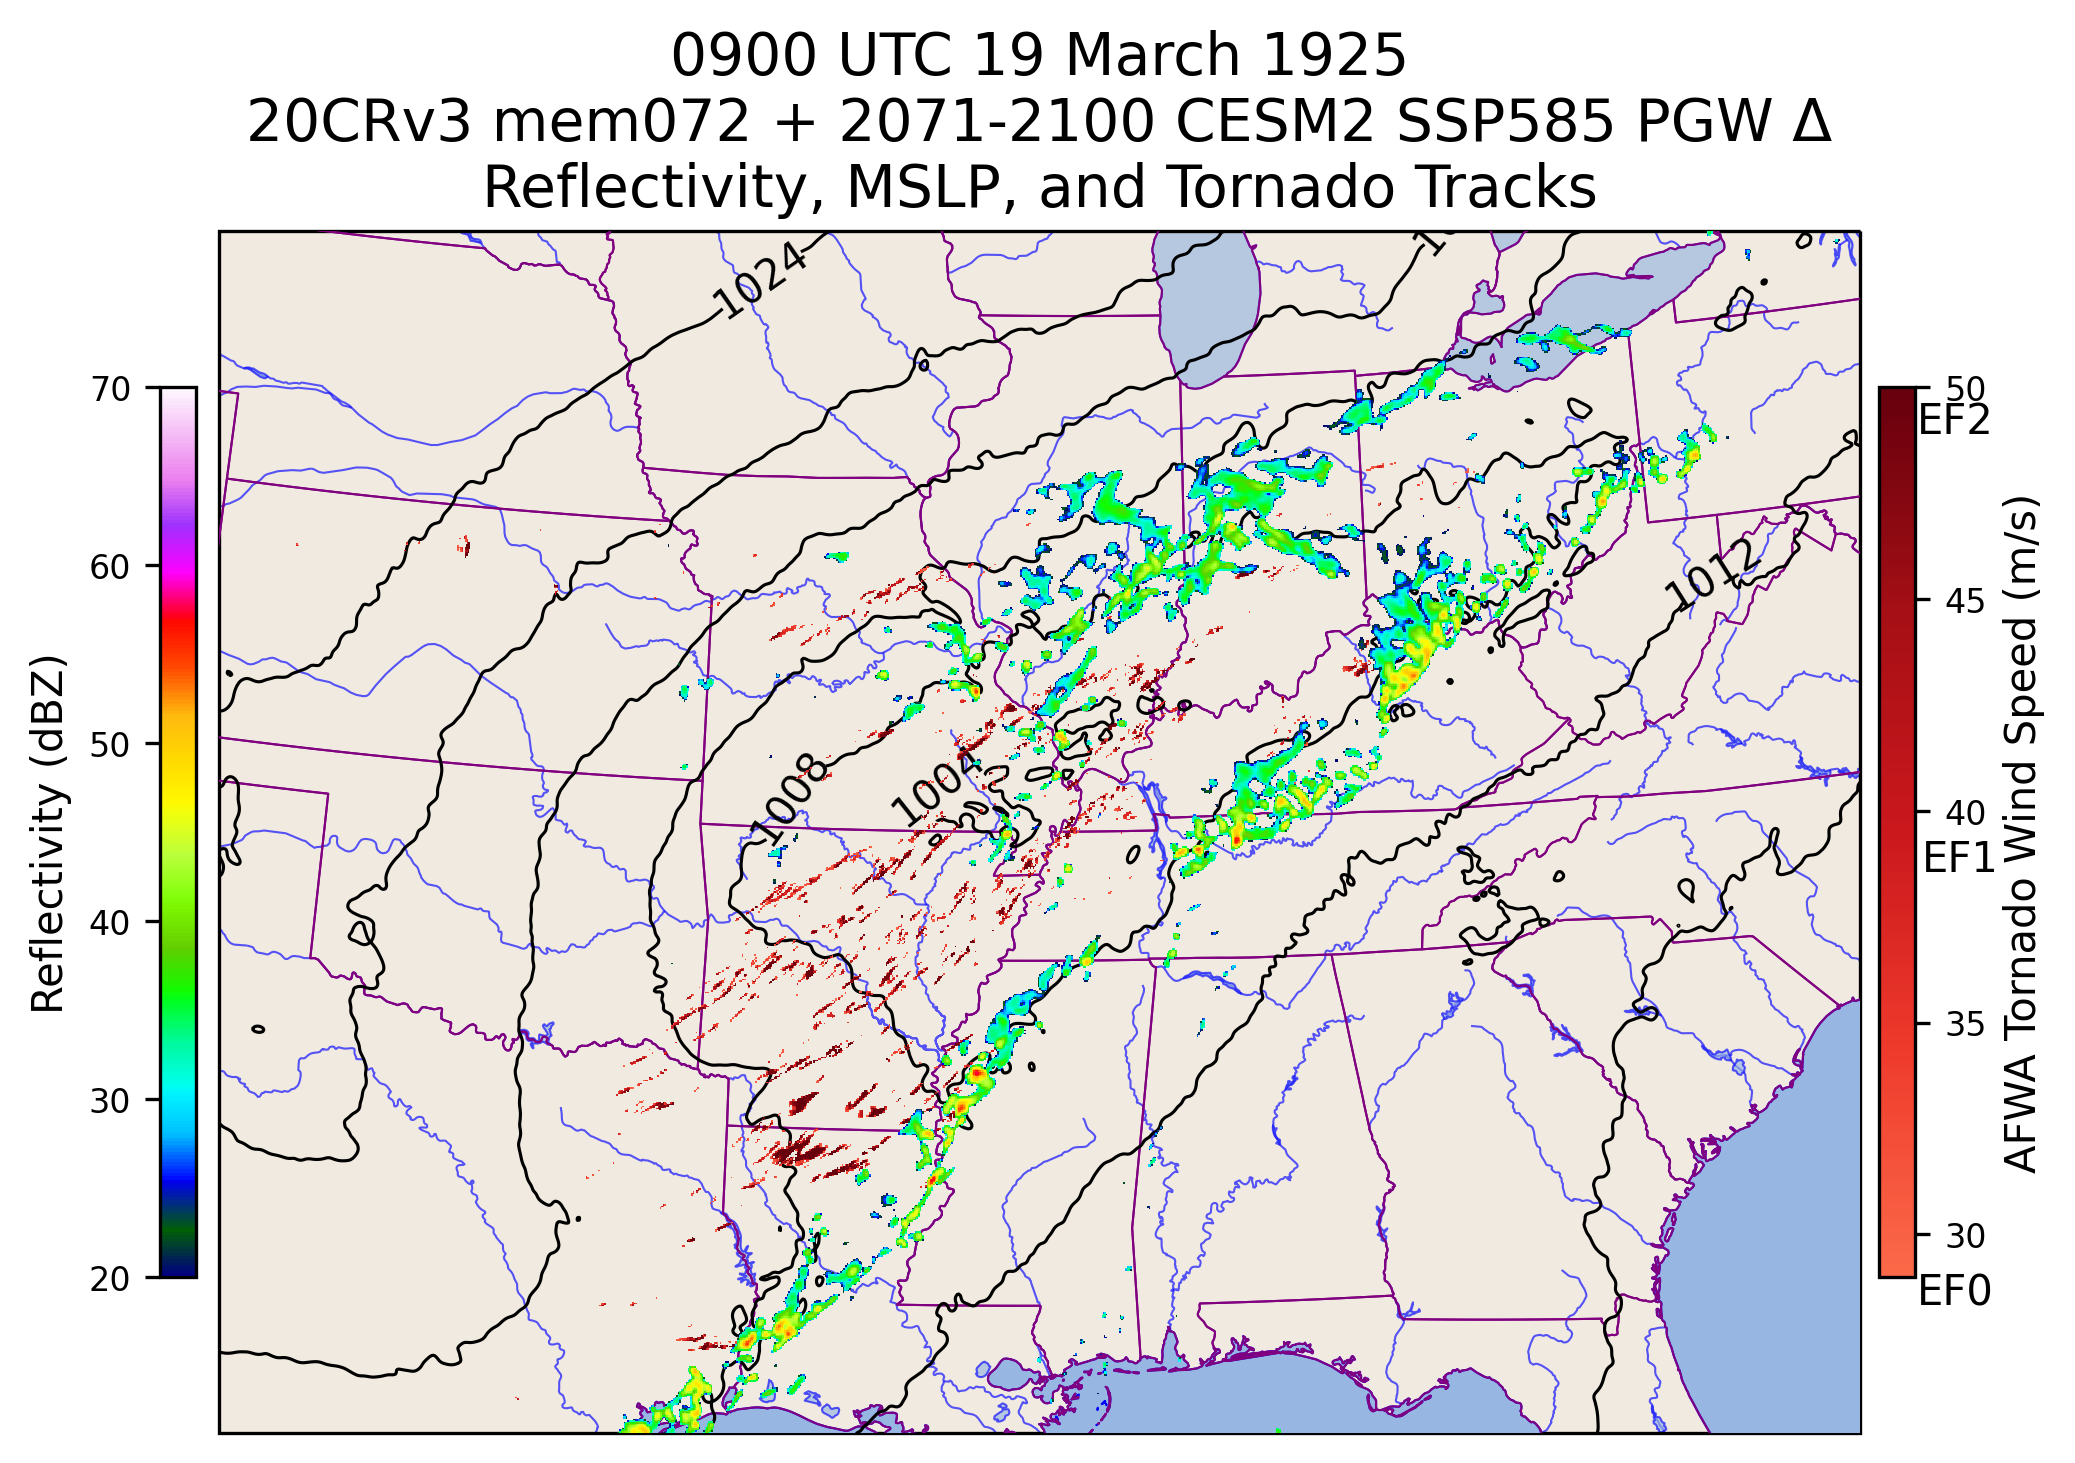 0900 UTC 19 March 1925
20CRv3 mem072 + 2071-2100 CESM2 SSP585 PGW Δ
Reflectivity, MSLP, and Tornado Tracks
1024
1012
1008
1004
70
60
50
40
30
20
Reflectivity (dBZ)
50
EF2
45
40
EF1
35
30
EF0
AFWA Tornado Wind Speed (m/s)